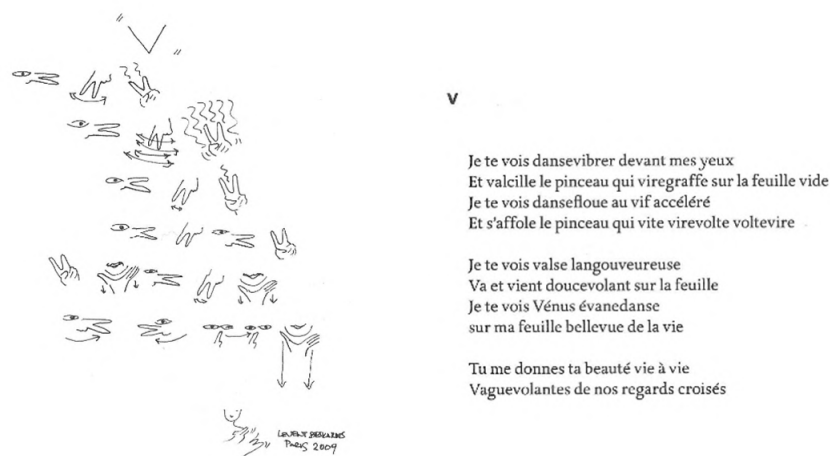 V
LEVENT BESKARDES
PARIS 2009
V
Je te vois dansevibrer devant mes yeux
Et valcille le pinceau qui viregraffe sur la feuille vide
Je te vois dansefloue au vif accéléré
Et s'affole le pinceau qui vite virevolte voltevire
Je te vois valse langouveureuse
Va et vient doucevolant sur la feuille
Je te vois Vénus évanedanse
sur ma feuille bellevue de la vie
Tu me donnes ta beauté vie à vie
Vaguevolantes de nos regards croisés